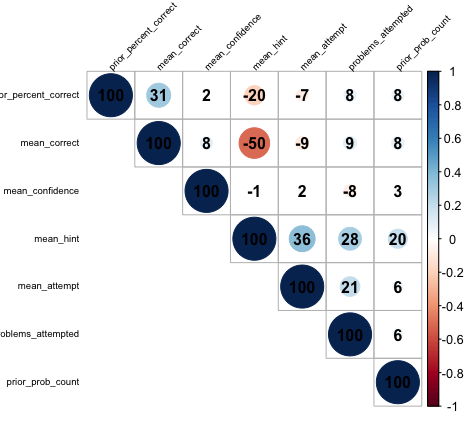 prior_percent_correct
mean_correct
mean_confidence
mean_hint
mean_attempt
problems_attempted
prior_prob_count
or_percent_correct 100 31 2 -20 -7 8 8
mean_correct 100 8 -50 -9 9 8
mean_confidence 100 -1 2 -8 3
mean_hint 100 36 28 20
mean_attempt 100 21 6
oblems_attempted 100 6
prior_prob_count 100
1
0.8
0.6
0.4
0.2
0
-0.2
-0.4
-0.6
-0.8
-1